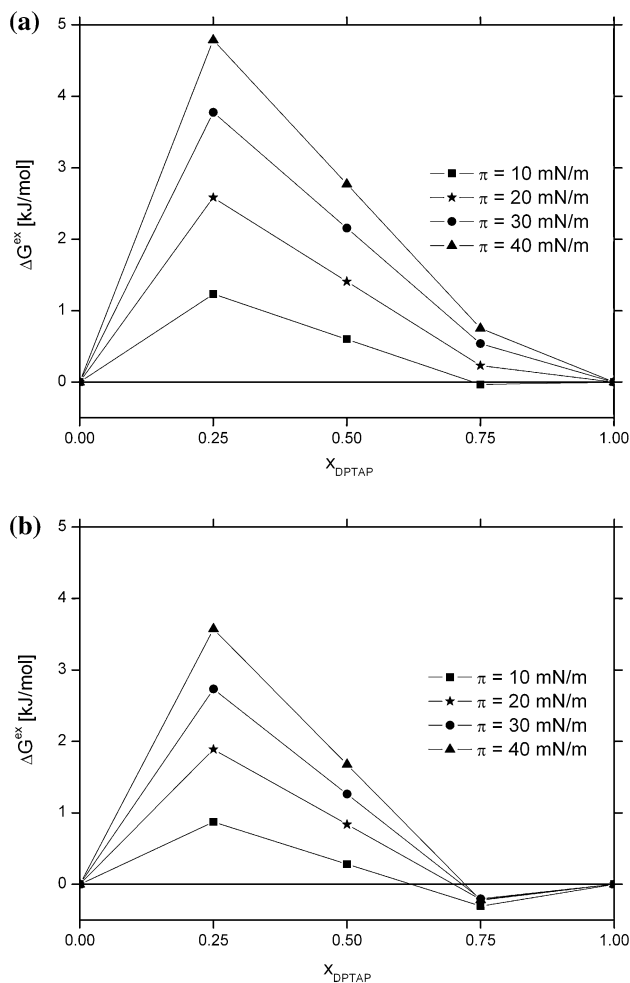 (a)
5
4
3
2
1
0
ΔG^ex [kJ/mol]
π = 10 mN/m
π = 20 mN/m
π = 30 mN/m
π = 40 mN/m
0.00 0.25 0.50 0.75 1.00
X_DPTAP
(b)
5
4
3
2
1
0
ΔG^ex [kJ/mol]
π = 10 mN/m
π = 20 mN/m
π = 30 mN/m
π = 40 mN/m
0.00 0.25 0.50 0.75 1.00
X_DPTAP